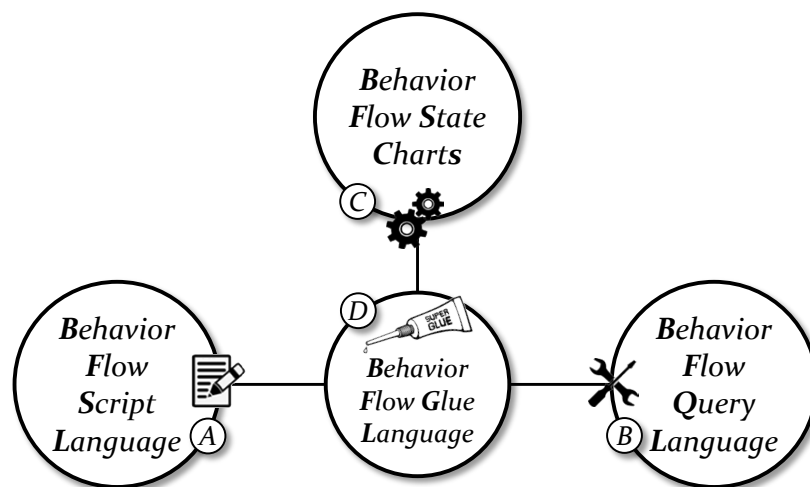 Behavior
Flow State
Charts
C
D
SUPER
GLUE
Behavior
Flow
Script
Language
A
Behavior
Flow Glue
Language
Behavior
Flow
Query
Language
B